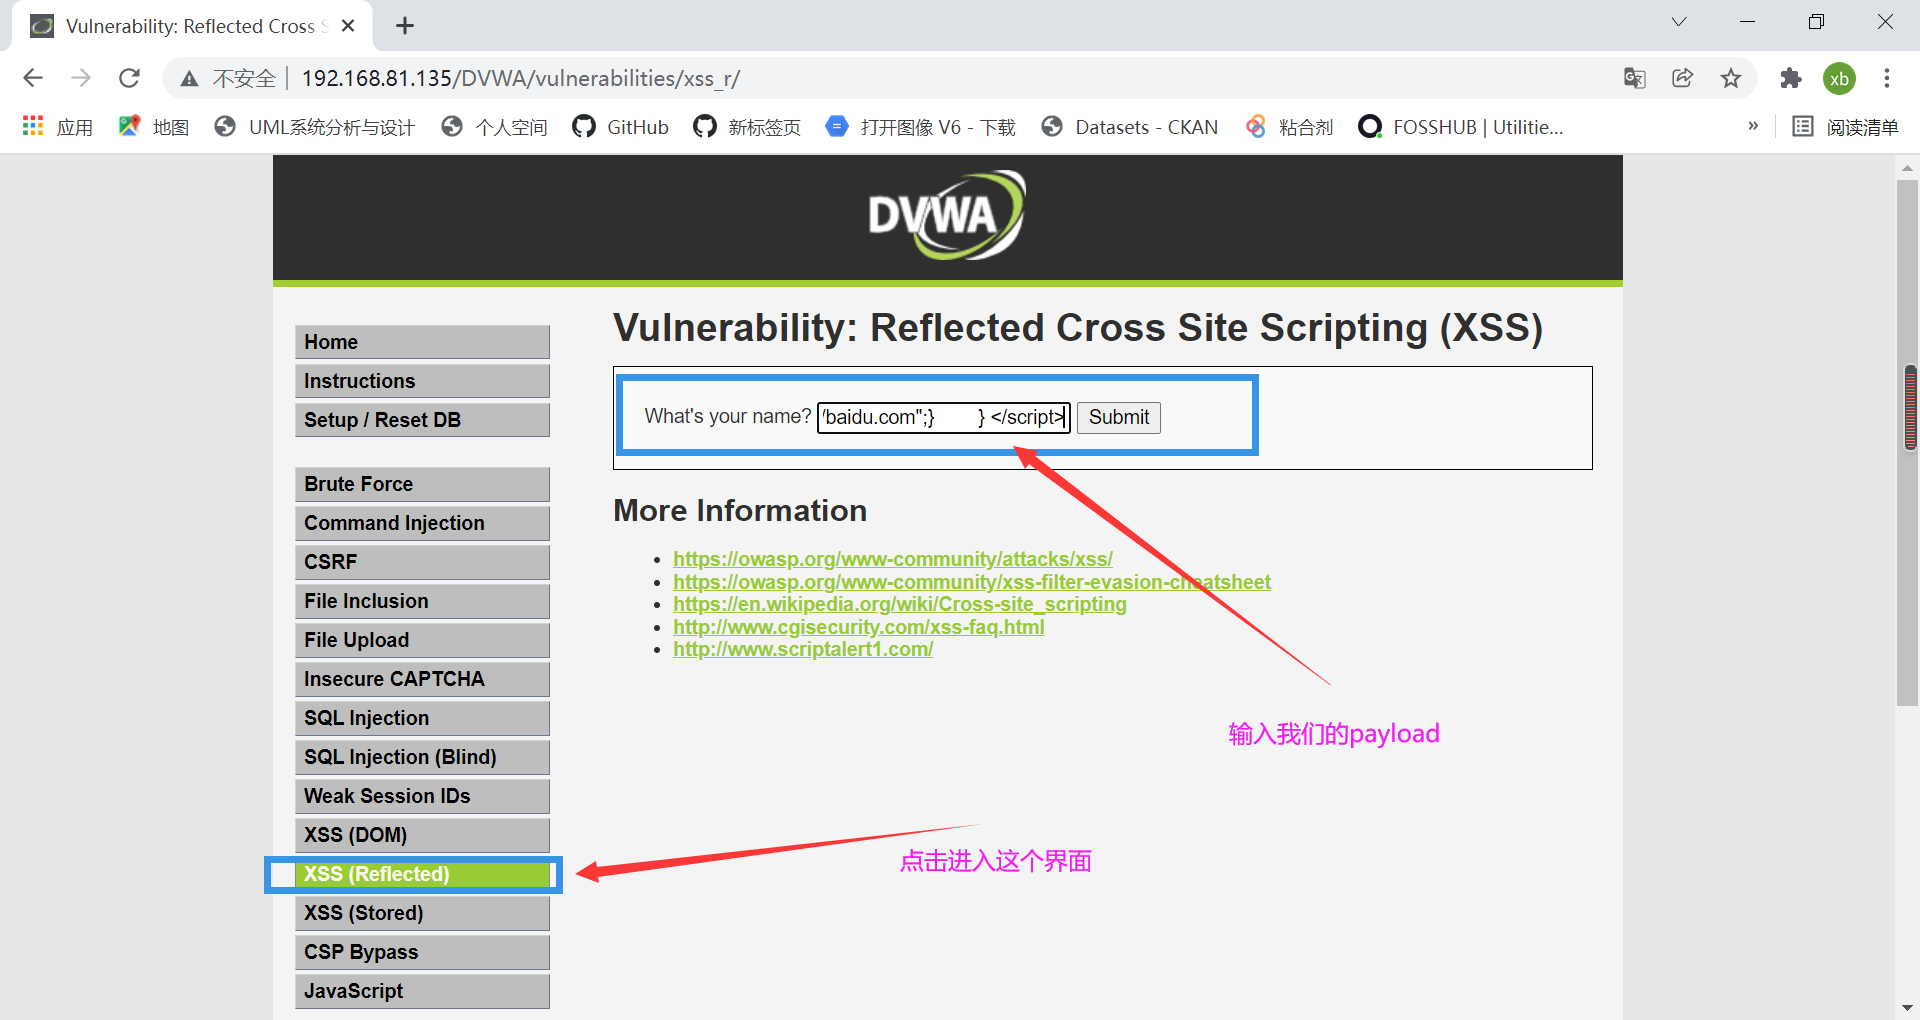 Vulnerability: Reflected Cross S
不安全 | 192.168.81.135/DVWA/vulnerabilities/xss_r/
xb
应用 地图 UML系统分析与设计 个人空间 GitHub 新标签页 打开图像 V6 - 下载 Datasets - CKAN 粘合剂 FOSSHUB | Utilitie... » 阅读清单
DVWA
Home
Instructions
Setup / Reset DB
Brute Force
Command Injection
CSRF
File Inclusion
File Upload
Insecure CAPTCHA
SQL Injection
SQL Injection (Blind)
Weak Session IDs
XSS (DOM)
XSS (Reflected)
XSS (Stored)
CSP Bypass
JavaScript
Vulnerability: Reflected Cross Site Scripting (XSS)
What's your name? /baidu.com";} } </script> Submit
More Information
• https://owasp.org/www-community/attacks/xss/
• https://owasp.org/www-community/xss-filter-evasion-cheatsheet
• https://en.wikipedia.org/wiki/Cross-site_scripting
• http://www.cgisecurity.com/xss-faq.html
• http://www.scriptalert1.com/
输入我们的payload
点击进入这个界面